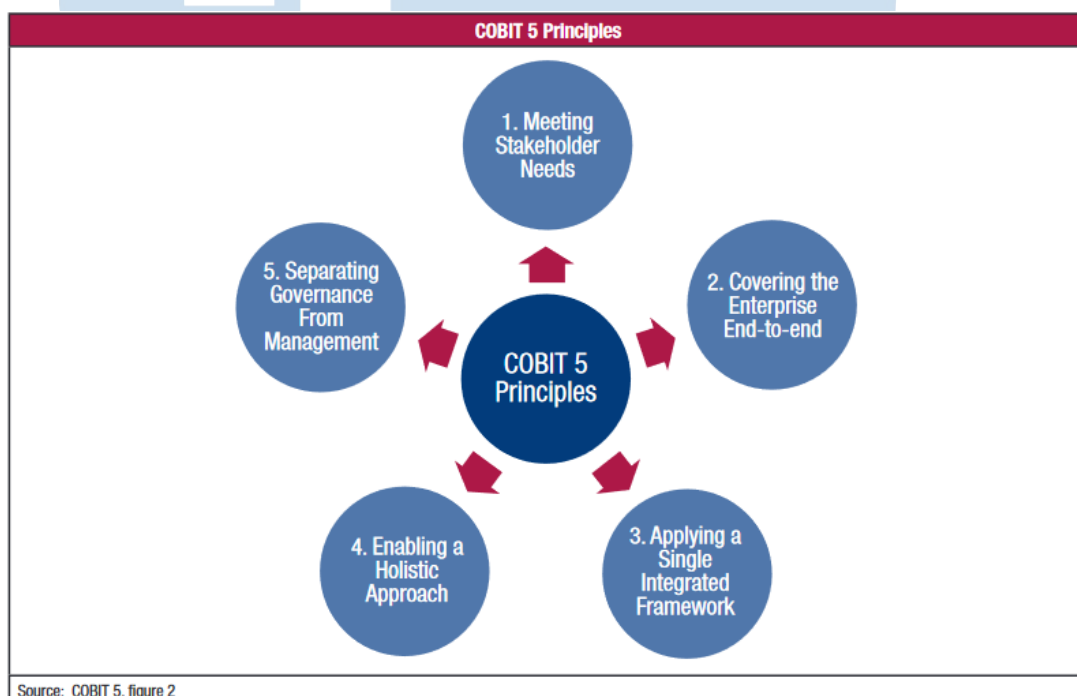 COBIT 5 Principles
1. Meeting
Stakeholder
Needs
5. Separating
Governance
From
Management
2. Covering the
Enterprise
End-to-end
COBIT 5
Principles
4. Enabling a
Holistic
Approach
3. Applying a
Single
Integrated
Framework
Source: COBIT 5, figure 2